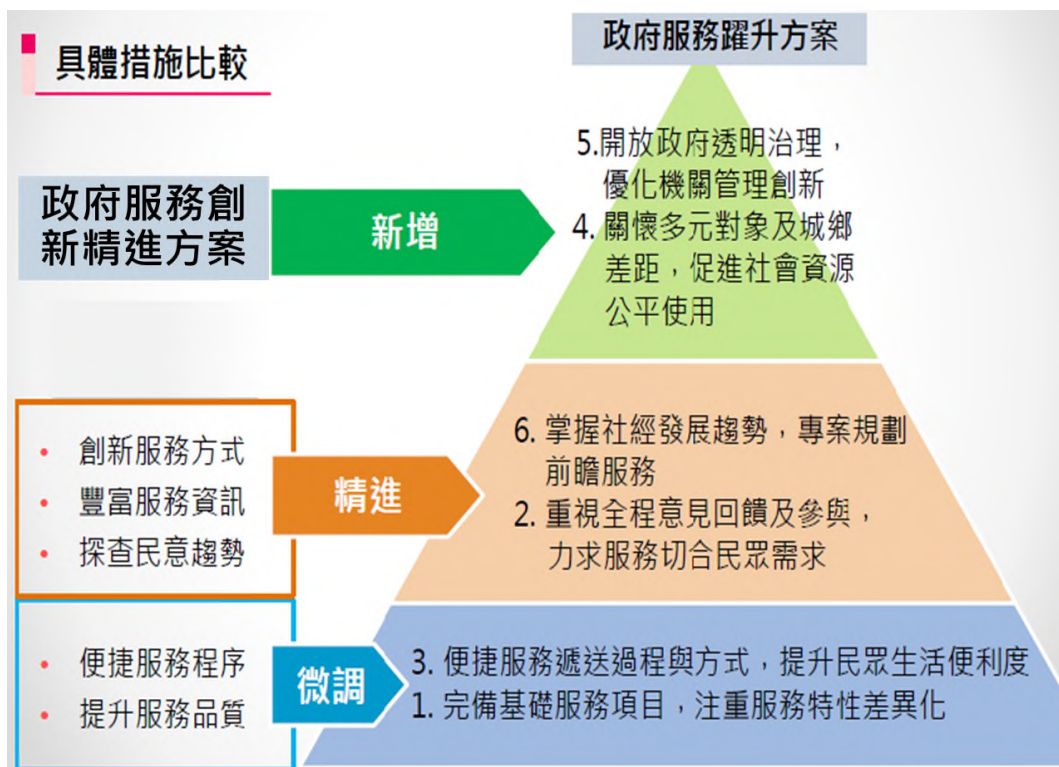 具體措施比較
政府服務躍升方案
政府服務創
新精進方案
新增
5.開放政府透明治理，
優化機關管理創新
4. 關懷多元對象及城鄉
差距，促進社會資源
公平使用
• 創新服務方式
• 豐富服務資訊
• 探查民意趨勢
精進
6. 掌握社經發展趨勢，專案規劃
前瞻服務
2. 重視全程意見回饋及參與，
力求服務切合民眾需求
• 便捷服務程序
• 提升服務品質
微調
3. 便捷服務遞送過程與方式，提升民眾生活便利度
1. 完備基礎服務項目，注重服務特性差異化